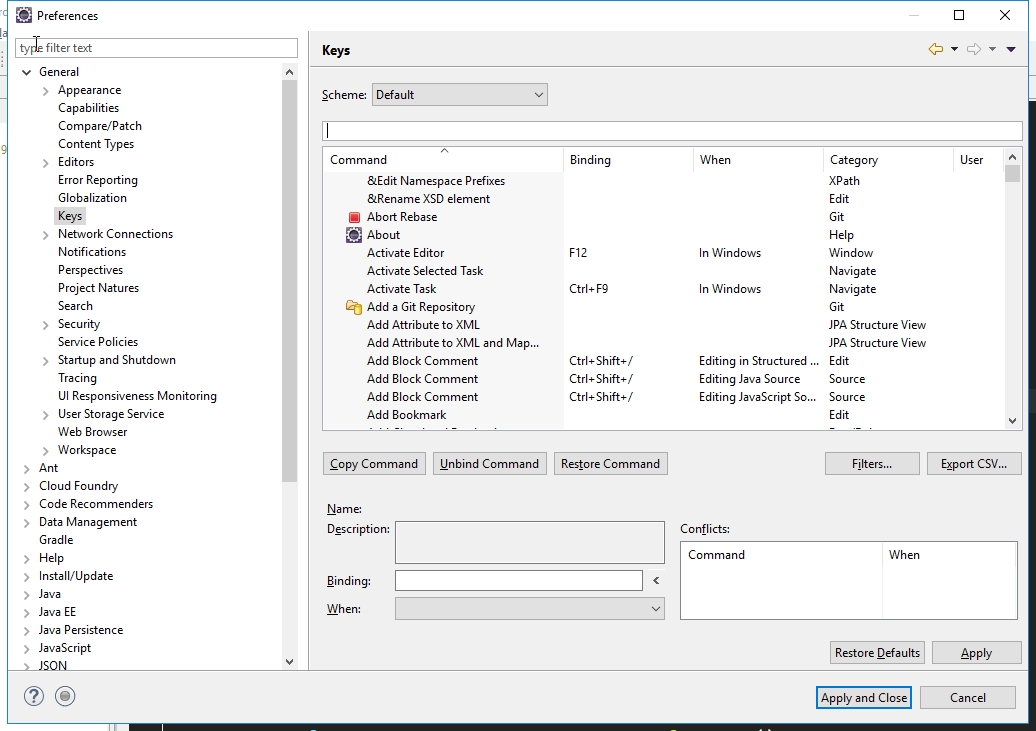 Preferences
type filter text
General
Appearance
Capabilities
Compare/Patch
Content Types
Editors
Error Reporting
Globalization
Keys
Network Connections
Notifications
Perspectives
Project Natures
Search
Security
Service Policies
Startup and Shutdown
Tracing
UI Responsiveness Monitoring
User Storage Service
Web Browser
Workspace
Ant
Cloud Foundry
Code Recommenders
Data Management
Gradle
Help
Install/Update
Java
Java EE
Java Persistence
JavaScript
JSON
Keys
Scheme: Default
Command Binding When Category User
&Edit Namespace Prefixes XPath
&Rename XSD element Edit
Abort Rebase Git
About Help
Activate Editor F12 In Windows Window
Activate Selected Task Navigate
Activate Task Ctrl+F9 In Windows Navigate
Add a Git Repository Git
Add Attribute to XML JPA Structure View
Add Attribute to XML and Map... JPA Structure View
Add Block Comment Ctrl+Shift+/ Editing in Structured ... Edit
Add Block Comment Ctrl+Shift+/ Editing Java Source Source
Add Block Comment Ctrl+Shift+/ Editing JavaScript So... Source
Add Bookmark Edit
Copy Command Unbind Command Restore Command Filters... Export CSV...
Name:
Description:
Binding: <
When:
Conflicts:
Command When
Restore Defaults Apply
? Apply and Close Cancel